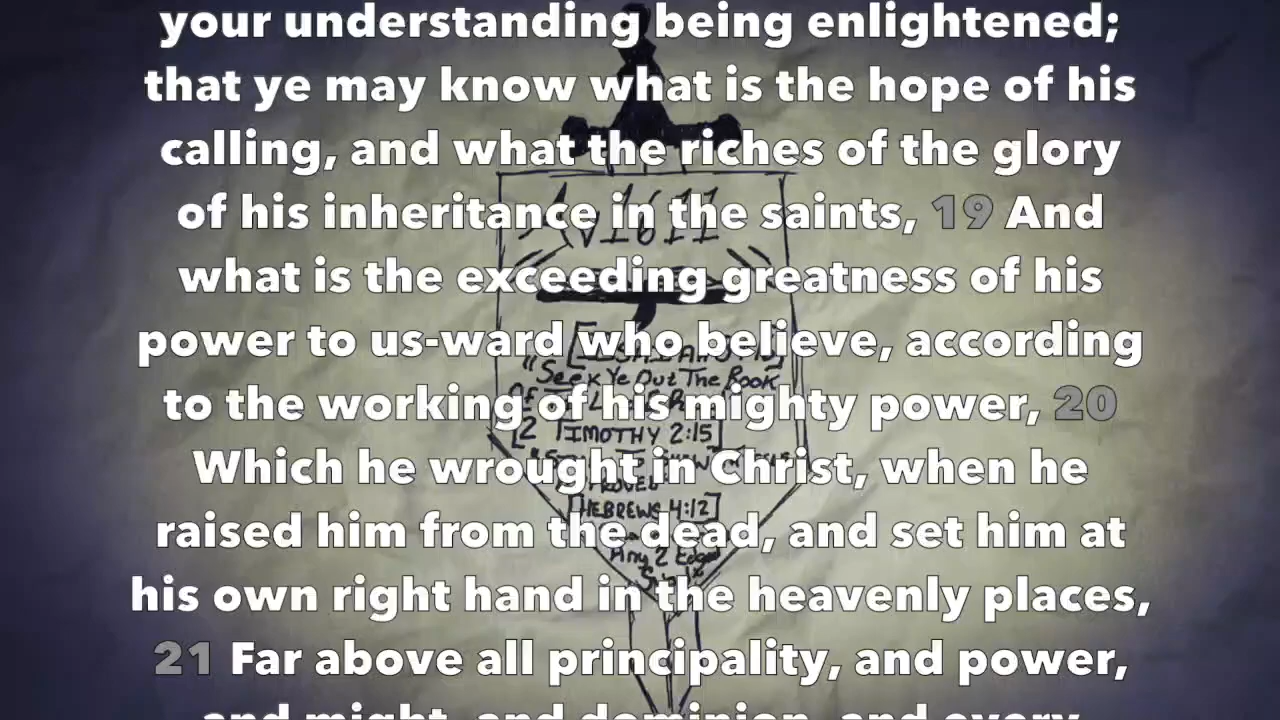 your understanding being enlightened;
that ye may know what is the hope of his
calling, and what the riches of the glory
of his inheritance in the saints, 19 And
what is the exceeding greatness of his
power to us-ward who believe, according
to the working of his mighty power, 20
Which he wrought in Christ, when he
raised him from the dead, and set him at
his own right hand in the heavenly places,
21 Far above all principality, and power,
and might, and dominion, and every
AV1611
"Seek Ye Out The Book
[2 TIMOTHY 2:15]
[HEBREWS 4:12]
Any 2 Edged